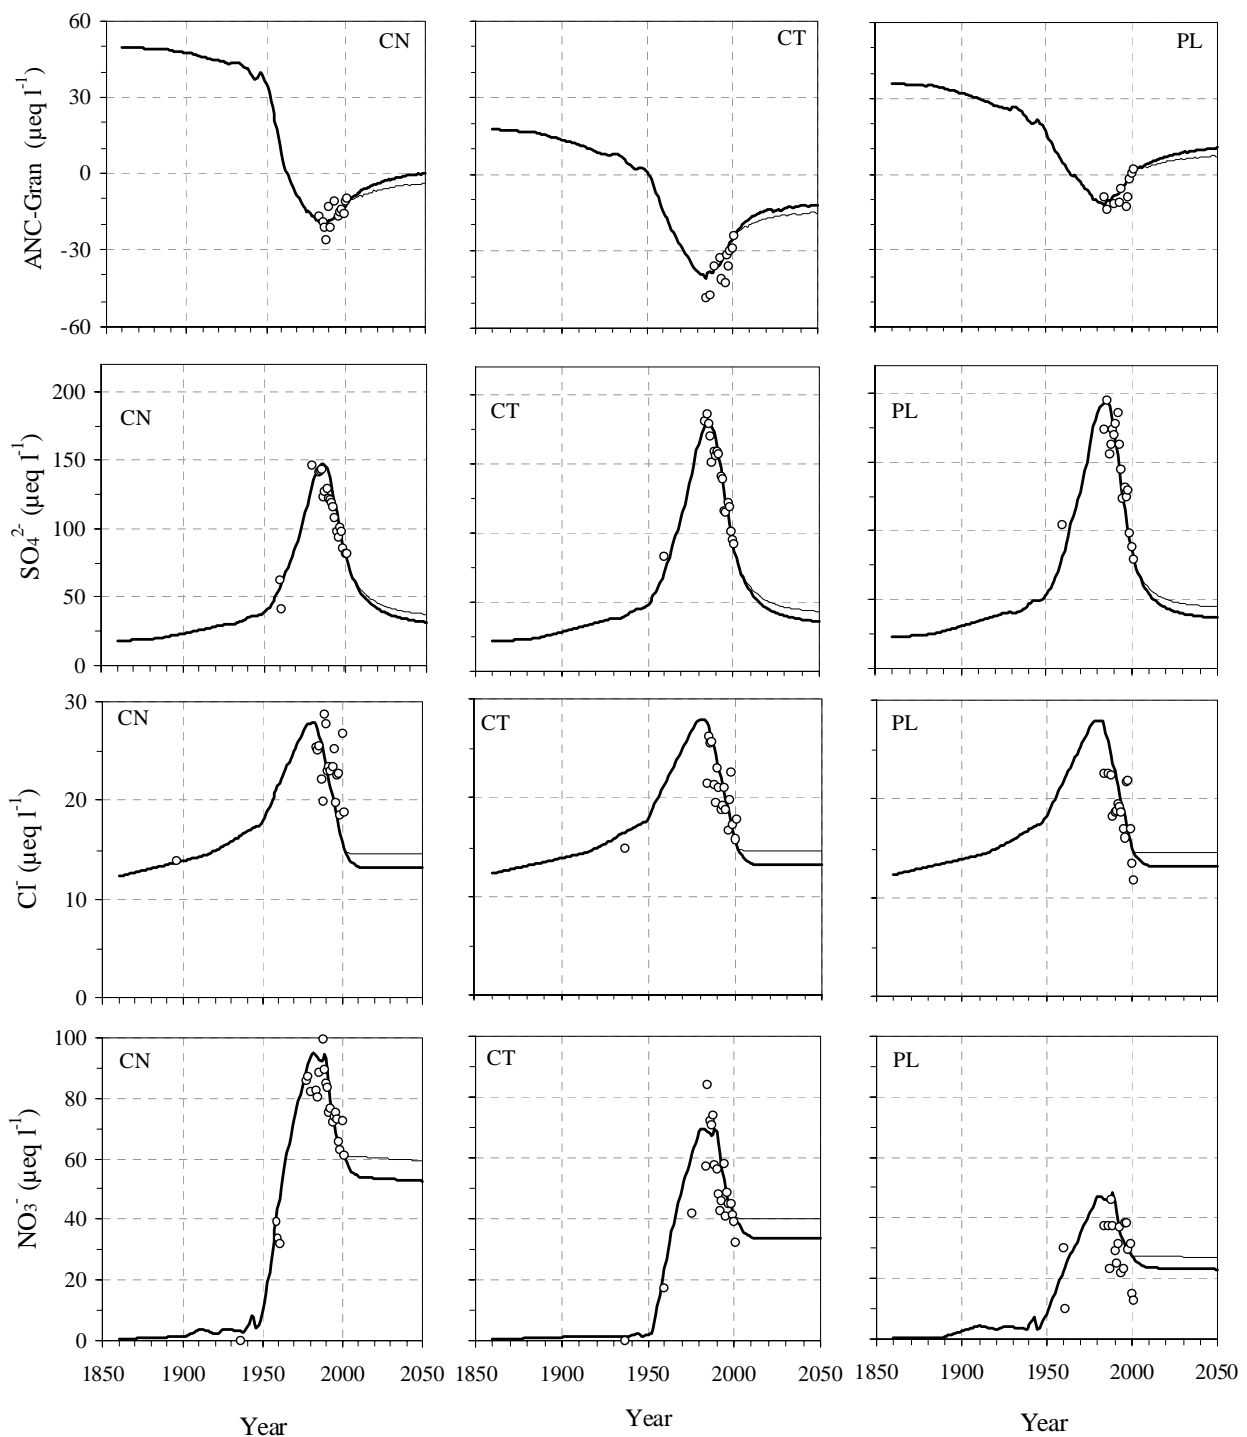 60
30
0
-30
-60
ANC-Gran (μeq l⁻¹)
CN
CT
PL
200
150
100
50
0
SO₄²⁻ (μeq l⁻¹)
CN
CT
PL
30
20
10
0
Cl⁻ (μeq l⁻¹)
CN
CT
PL
100
80
60
40
20
0
NO₃⁻ (μeq l⁻¹)
CN
CT
PL
1850 1900 1950 2000 2050
1850 1900 1950 2000 2050
1850 1900 1950 2000 2050
Year
Year
Year